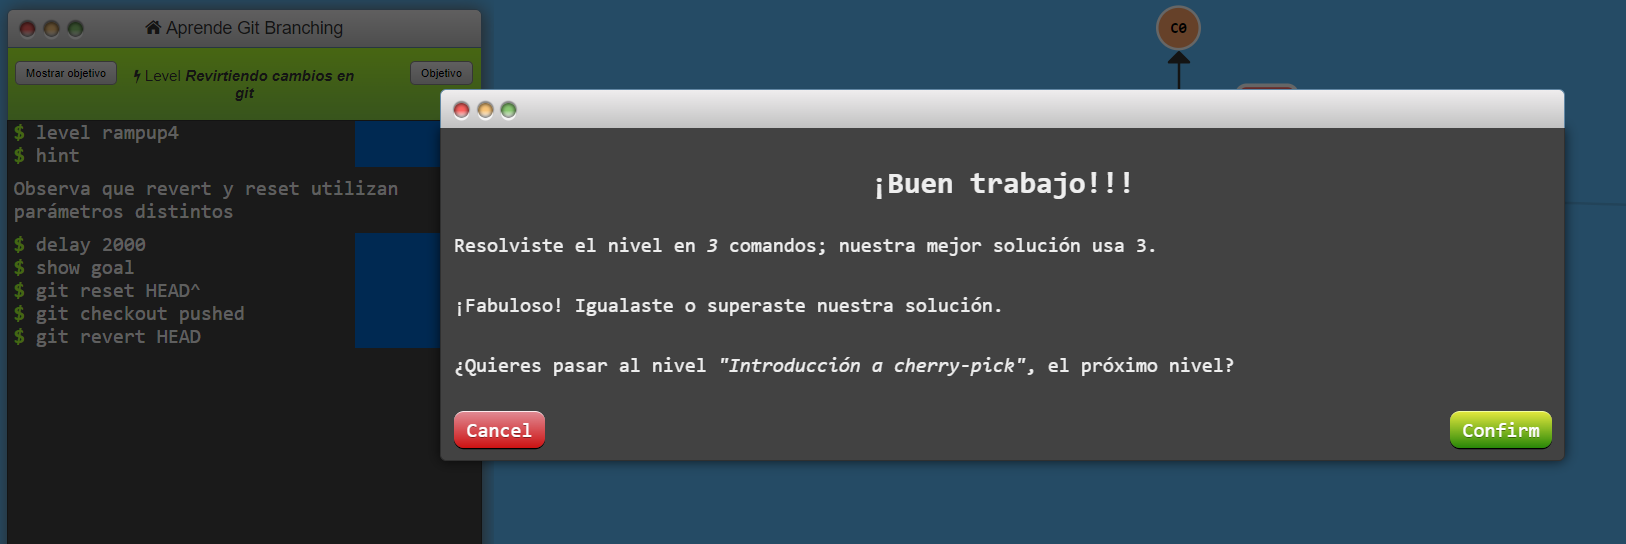 Aprende Git Branching
Mostrar objetivo
Level Revirtiendo cambios en
git
Objetivo
$ level rampup4
$ hint
Observa que revert y reset utilizan
parámetros distintos
$ delay 2000
$ show goal
$ git reset HEAD^
$ git checkout pushed
$ git revert HEAD
C0
¡Buen trabajo!!!
Resolviste el nivel en 3 comandos; nuestra mejor solución usa 3.
¡Fabuloso! Igualaste o superaste nuestra solución.
¿Quieres pasar al nivel "Introducción a cherry-pick", el próximo nivel?
Cancel
Confirm